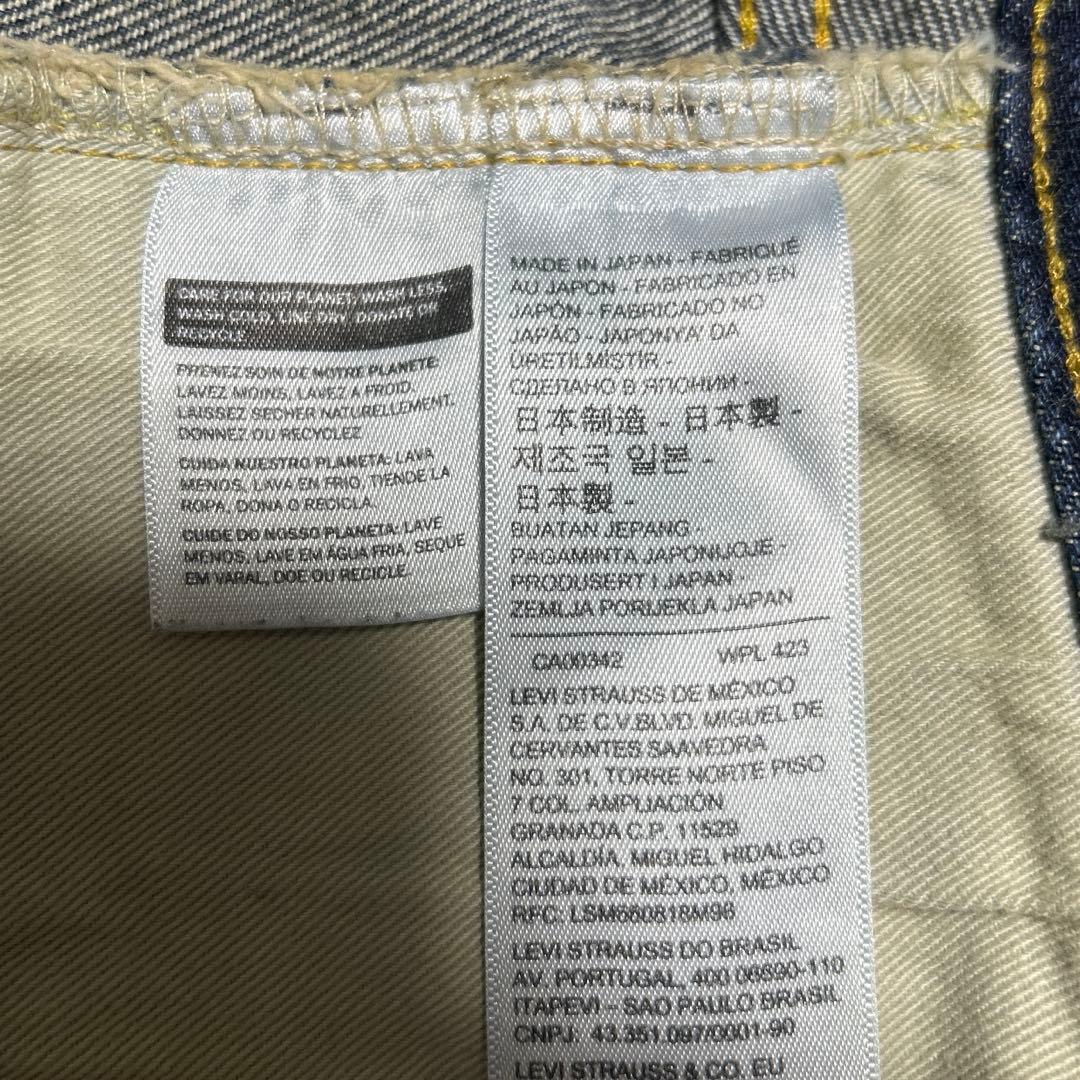 CARE FOR OUR PLANET: WASH LESS,
WASH COLD, LINE DRY, DONATE OR
RECYCLE
PRENEZ SOIN DE NOTRE PLANETE:
LAVEZ MOINS, LAVEZ A FROID,
LAISSEZ SECHER NATURELLEMENT,
DONNEZ OU RECYCLEZ
CUIDA NUESTRO PLANETA: LAVA
MENOS, LAVA EN FRIO, TIENDE LA
ROPA, DONA O RECICLA.
CUIDE DO NOSSO PLANETA: LAVE
MENOS, LAVE EM ÁGUA FRIA, SEQUE
EM VARAL, DOE OU RECICLE.
MADE IN JAPAN - FABRIQUÉ
AU JAPON - FABRICADO EN
JAPÓN - FABRICADO NO
JAPÃO - JAPONYA' DA
ÜRETİLMİSTİR -
СДЕЛАНО В ЯПОНИИ -
日本制造 - 日本製 -
제조국 일본 -
日本製 -
BUATAN JEPANG -
PAGAMINTA JAPONIJOJE -
PRODUSERT I JAPAN -
ZEMLJA PORIJEKLA JAPAN
CA00342 WPL 423
LEVI STRAUSS DE MÉXICO
S.A. DE C.V.BLVD. MIGUEL DE
CERVANTES SAAVEDRA
NO. 301, TORRE NORTE PISO
7 COL. AMPLIACIÓN
GRANADA C.P. 11529
ALCALDÍA, MIGUEL HIDALGO
CIUDAD DE MÉXICO, MÉXICO
RFC: LSM660818M96
LEVI STRAUSS DO BRASIL
AV. PORTUGAL, 400 06690-110
ITAPEVI - SAO PAULO BRASIL
CNPJ: 43.351.097/0001-90
LEVI STRAUSS & CO. EU